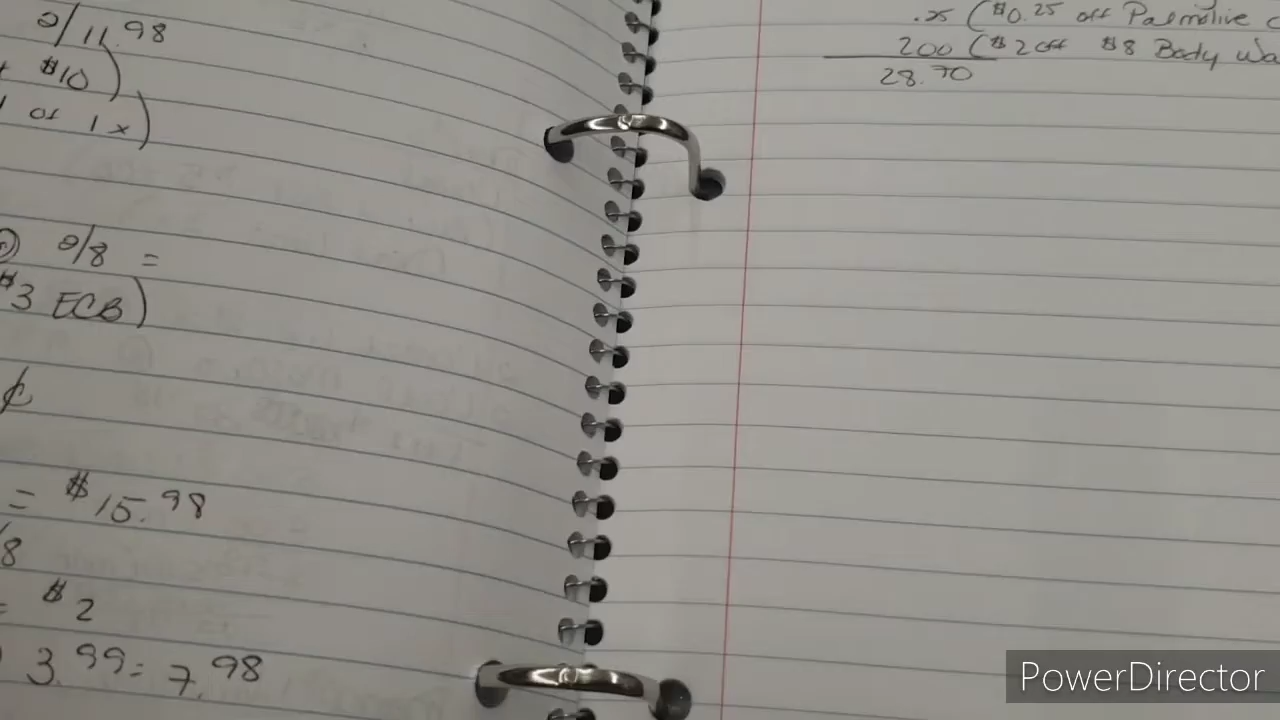 2/11.98
$10)
of 1x)
2/8 =
$3 ECB)
¢
= $15.98
/8
= $2
3.99 = 7.98
.25 ($0.25 off Palmolive
200 ($2 off $8 Body Wa
28.70
PowerDirector